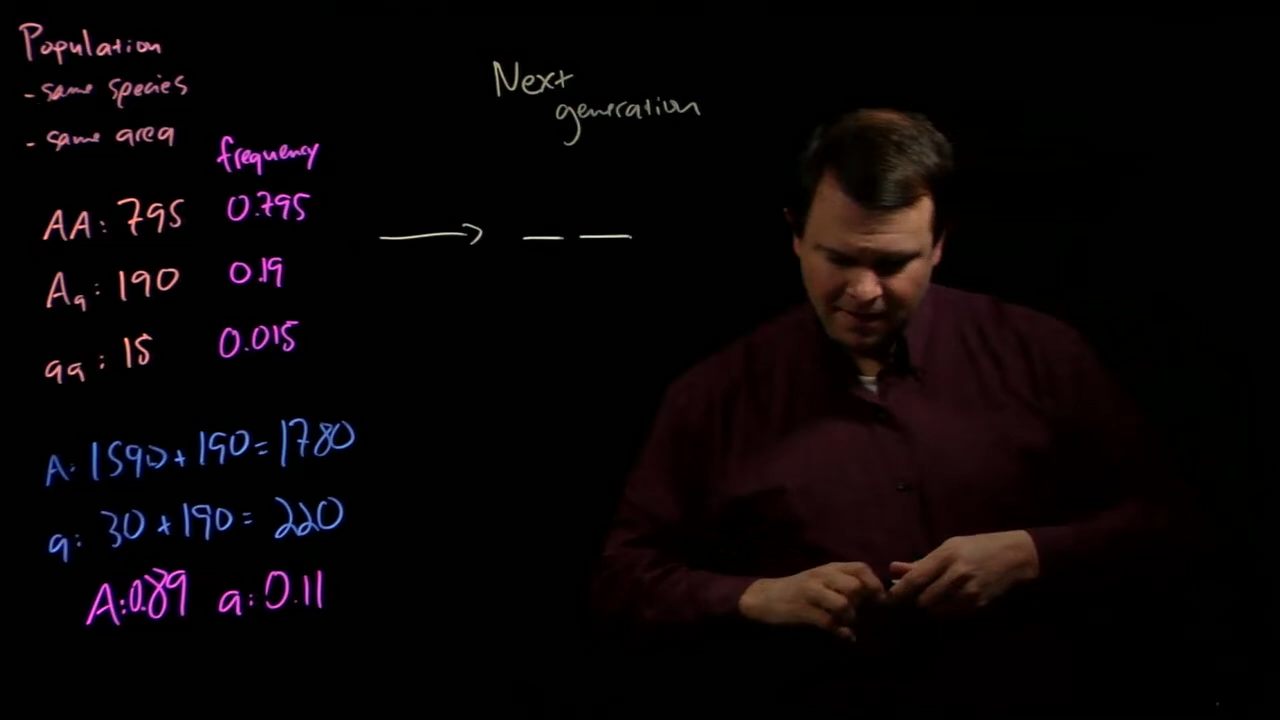 Population
- same species
- same area
frequency
AA: 795 0.795
Aa: 190 0.19
aa: 15 0.015
A: 1590 + 190 = 1780
a: 30 + 190 = 220
A: 0.89 a: 0.11
Next
generation